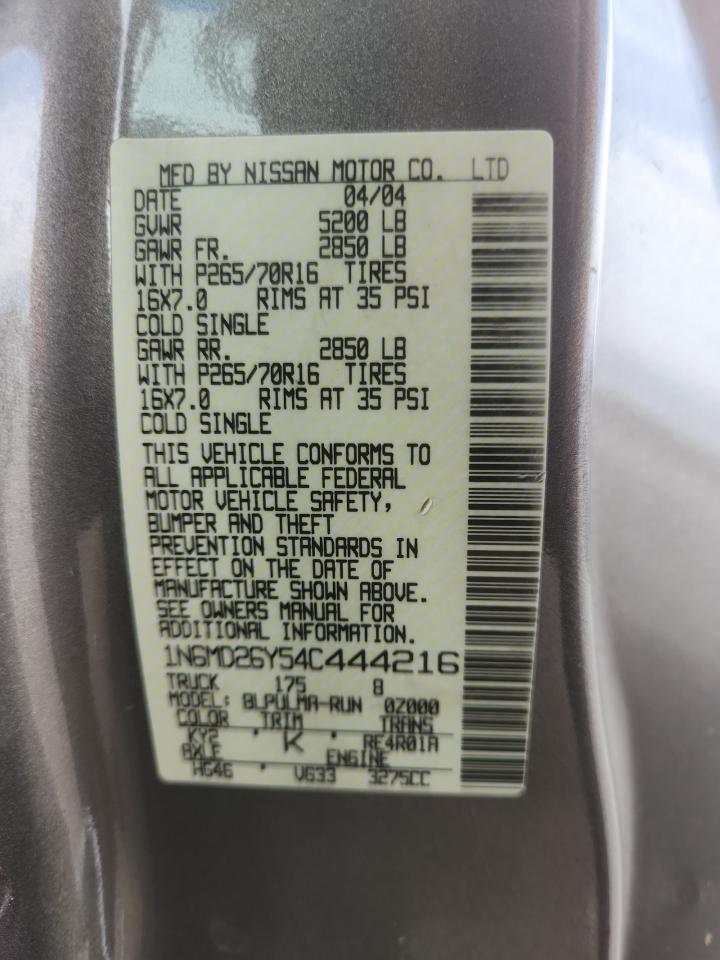 MFD BY NISSAN MOTOR CO. LTD
DATE 04/04
GVWR 5200 LB
GAWR FR. 2850 LB
WITH P265/70R16 TIRES
16X7.0 RIMS AT 35 PSI
COLD SINGLE
GAWR RR. 2850 LB
WITH P265/70R16 TIRES
16X7.0 RIMS AT 35 PSI
COLD SINGLE
THIS VEHICLE CONFORMS TO
ALL APPLICABLE FEDERAL
MOTOR VEHICLE SAFETY,
BUMPER AND THEFT
PREVENTION STANDARDS IN
EFFECT ON THE DATE OF
MANUFACTURE SHOWN ABOVE.
SEE OWNERS MANUAL FOR
ADDITIONAL INFORMATION.
1N6MD26Y54C444216
TRUCK 175 8
MODEL: BLPULMA-RUN 0Z000
COLOR TRIM TRANS
KY2 K RE4R01A
AXLE ENGINE
HG46 VG33 3275CC